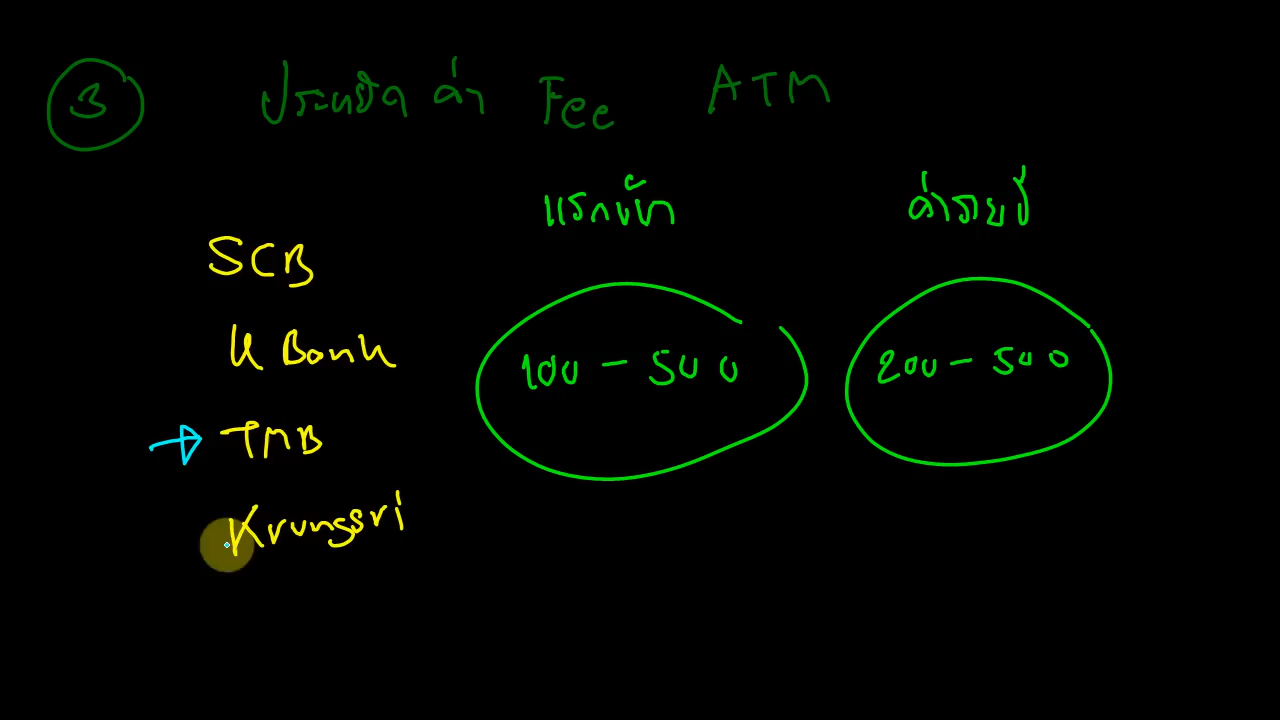 3 ประหยัด ค่า Fee ATM
แรกเข้า ค่ารายปี
SCB
K Bank
100 - 500 200 - 500
TMB
Krungsri